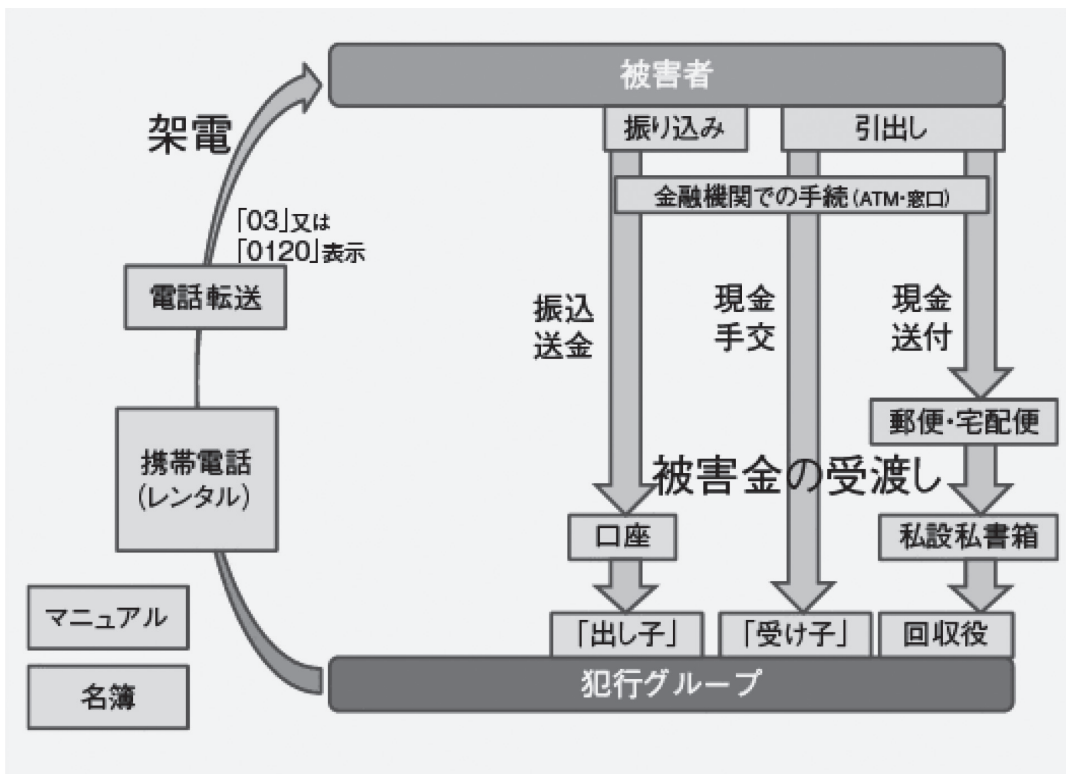 被害者
架電
振り込み
引出し
金融機関での手続(ATM・窓口)
「03」又は
「0120」表示
電話転送
振込
送金
現金
手交
現金
送付
郵便・宅配便
携帯電話
(レンタル)
被害金の受渡し
口座
私設私書箱
マニュアル
「出し子」
「受け子」
回収役
名簿
犯行グループ